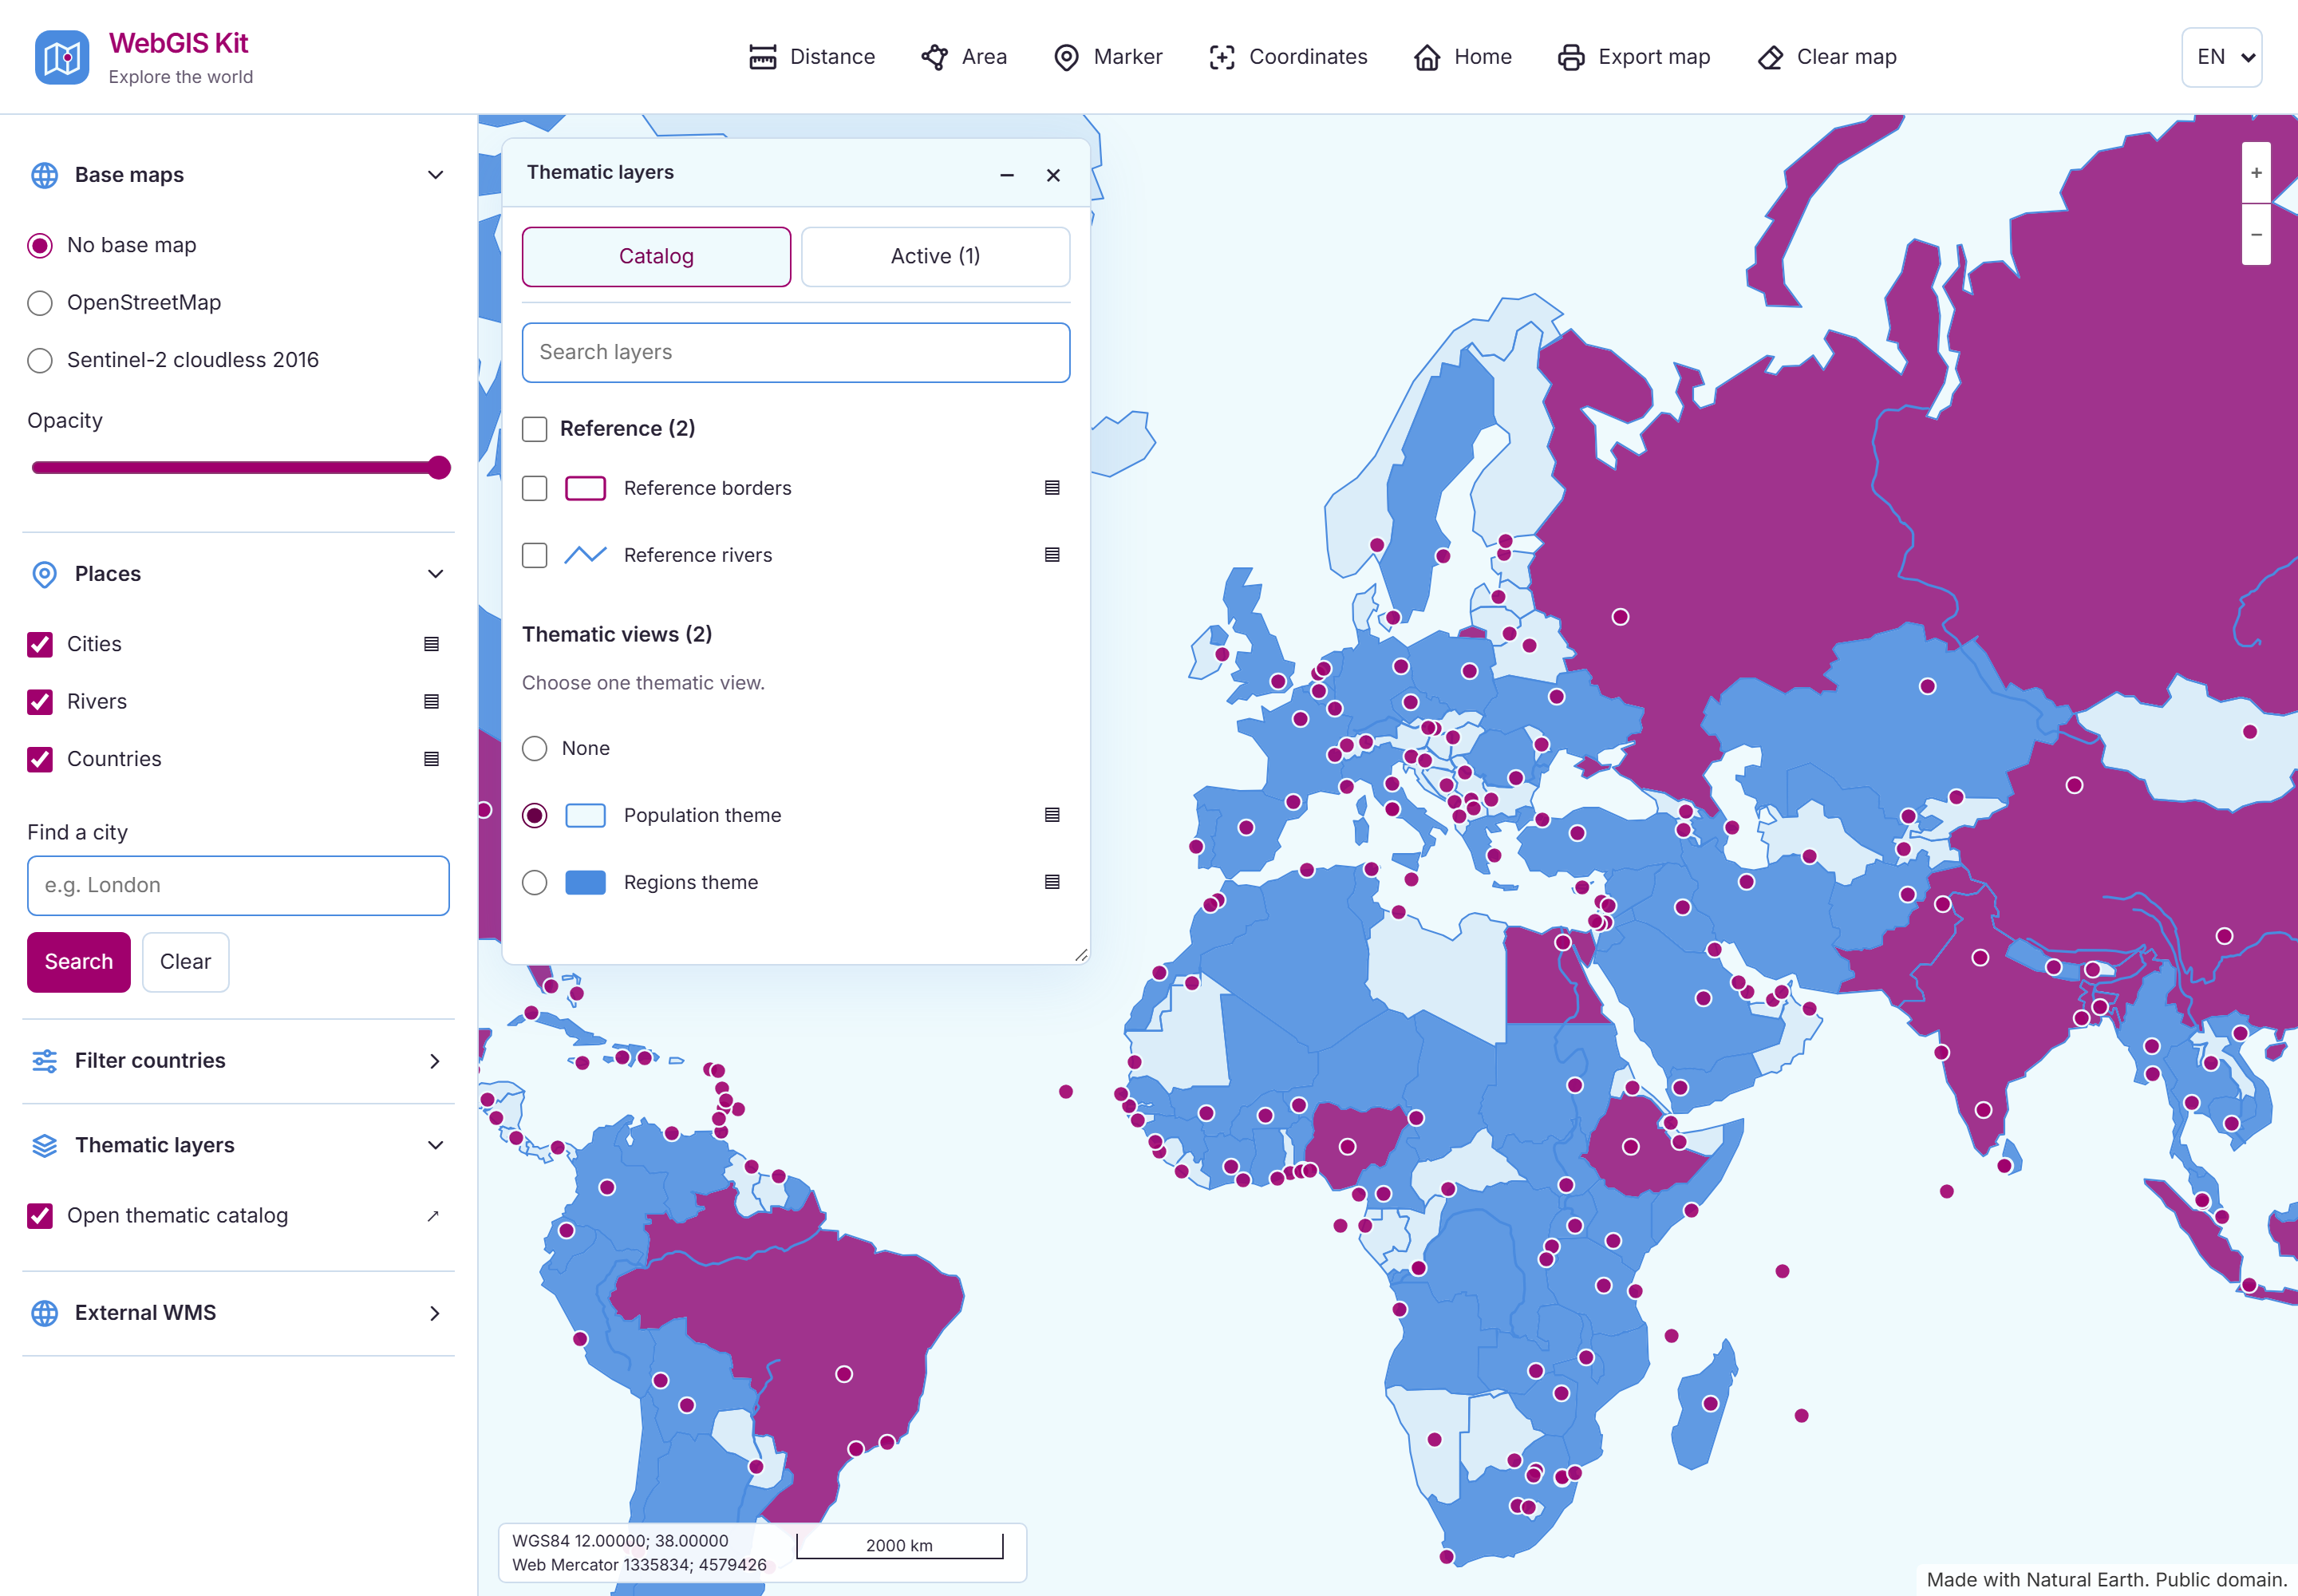 WebGIS Kit
Explore the world
Distance
Area
Marker
Coordinates
Home
Export map
Clear map
EN
Base maps
No base map
OpenStreetMap
Sentinel-2 cloudless 2016
Opacity
Places
Cities
Rivers
Countries
Find a city
e.g. London
Search
Clear
Filter countries
Thematic layers
Open thematic catalog
External WMS
Thematic layers
Catalog
Active (1)
Search layers
Reference (2)
Reference borders
Reference rivers
Thematic views (2)
Choose one thematic view.
None
Population theme
Regions theme
+
−
WGS84 12.00000; 38.00000
Web Mercator 1335834; 4579426
2000 km
Made with Natural Earth. Public domain.